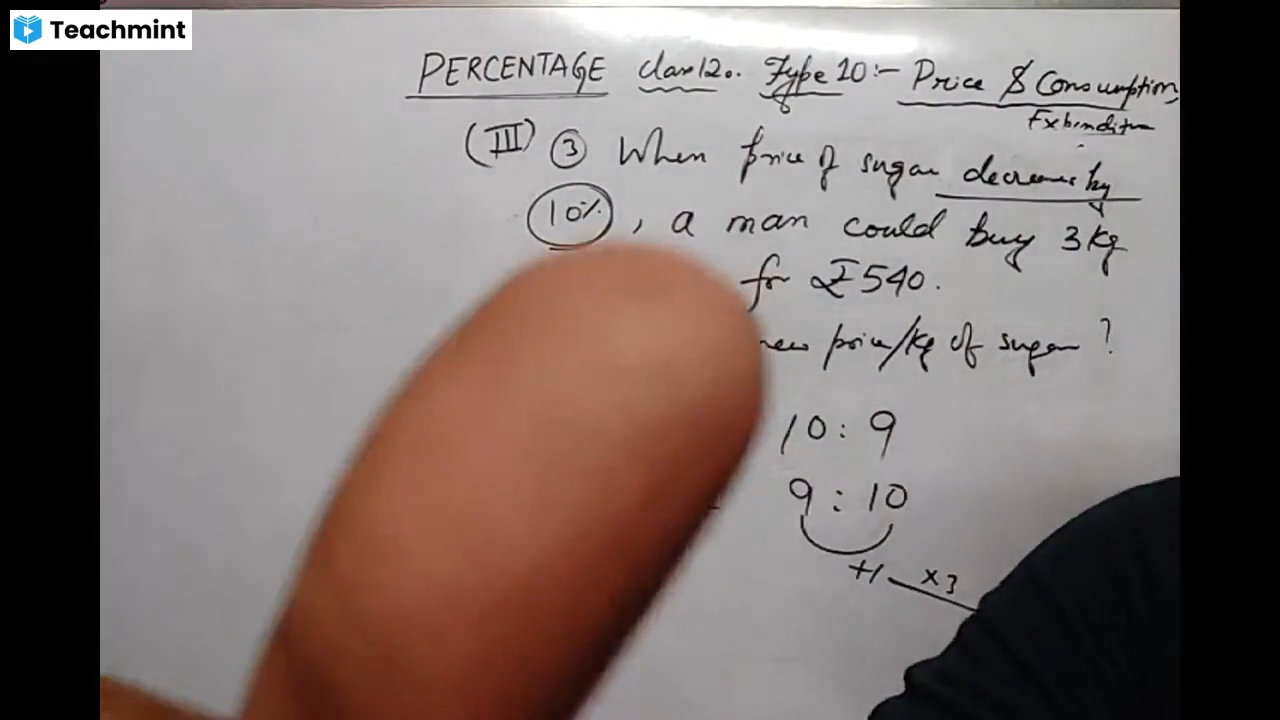 Teachmint
PERCENTAGE Class 12. Type 10:- Price & Consumption,
Expenditure
(III) ③ When price of sugar decreases by
10%, a man could buy 3 kg
for ₹540.
new price/kg of sugar?
10 : 9
9 : 10
+1 ×3